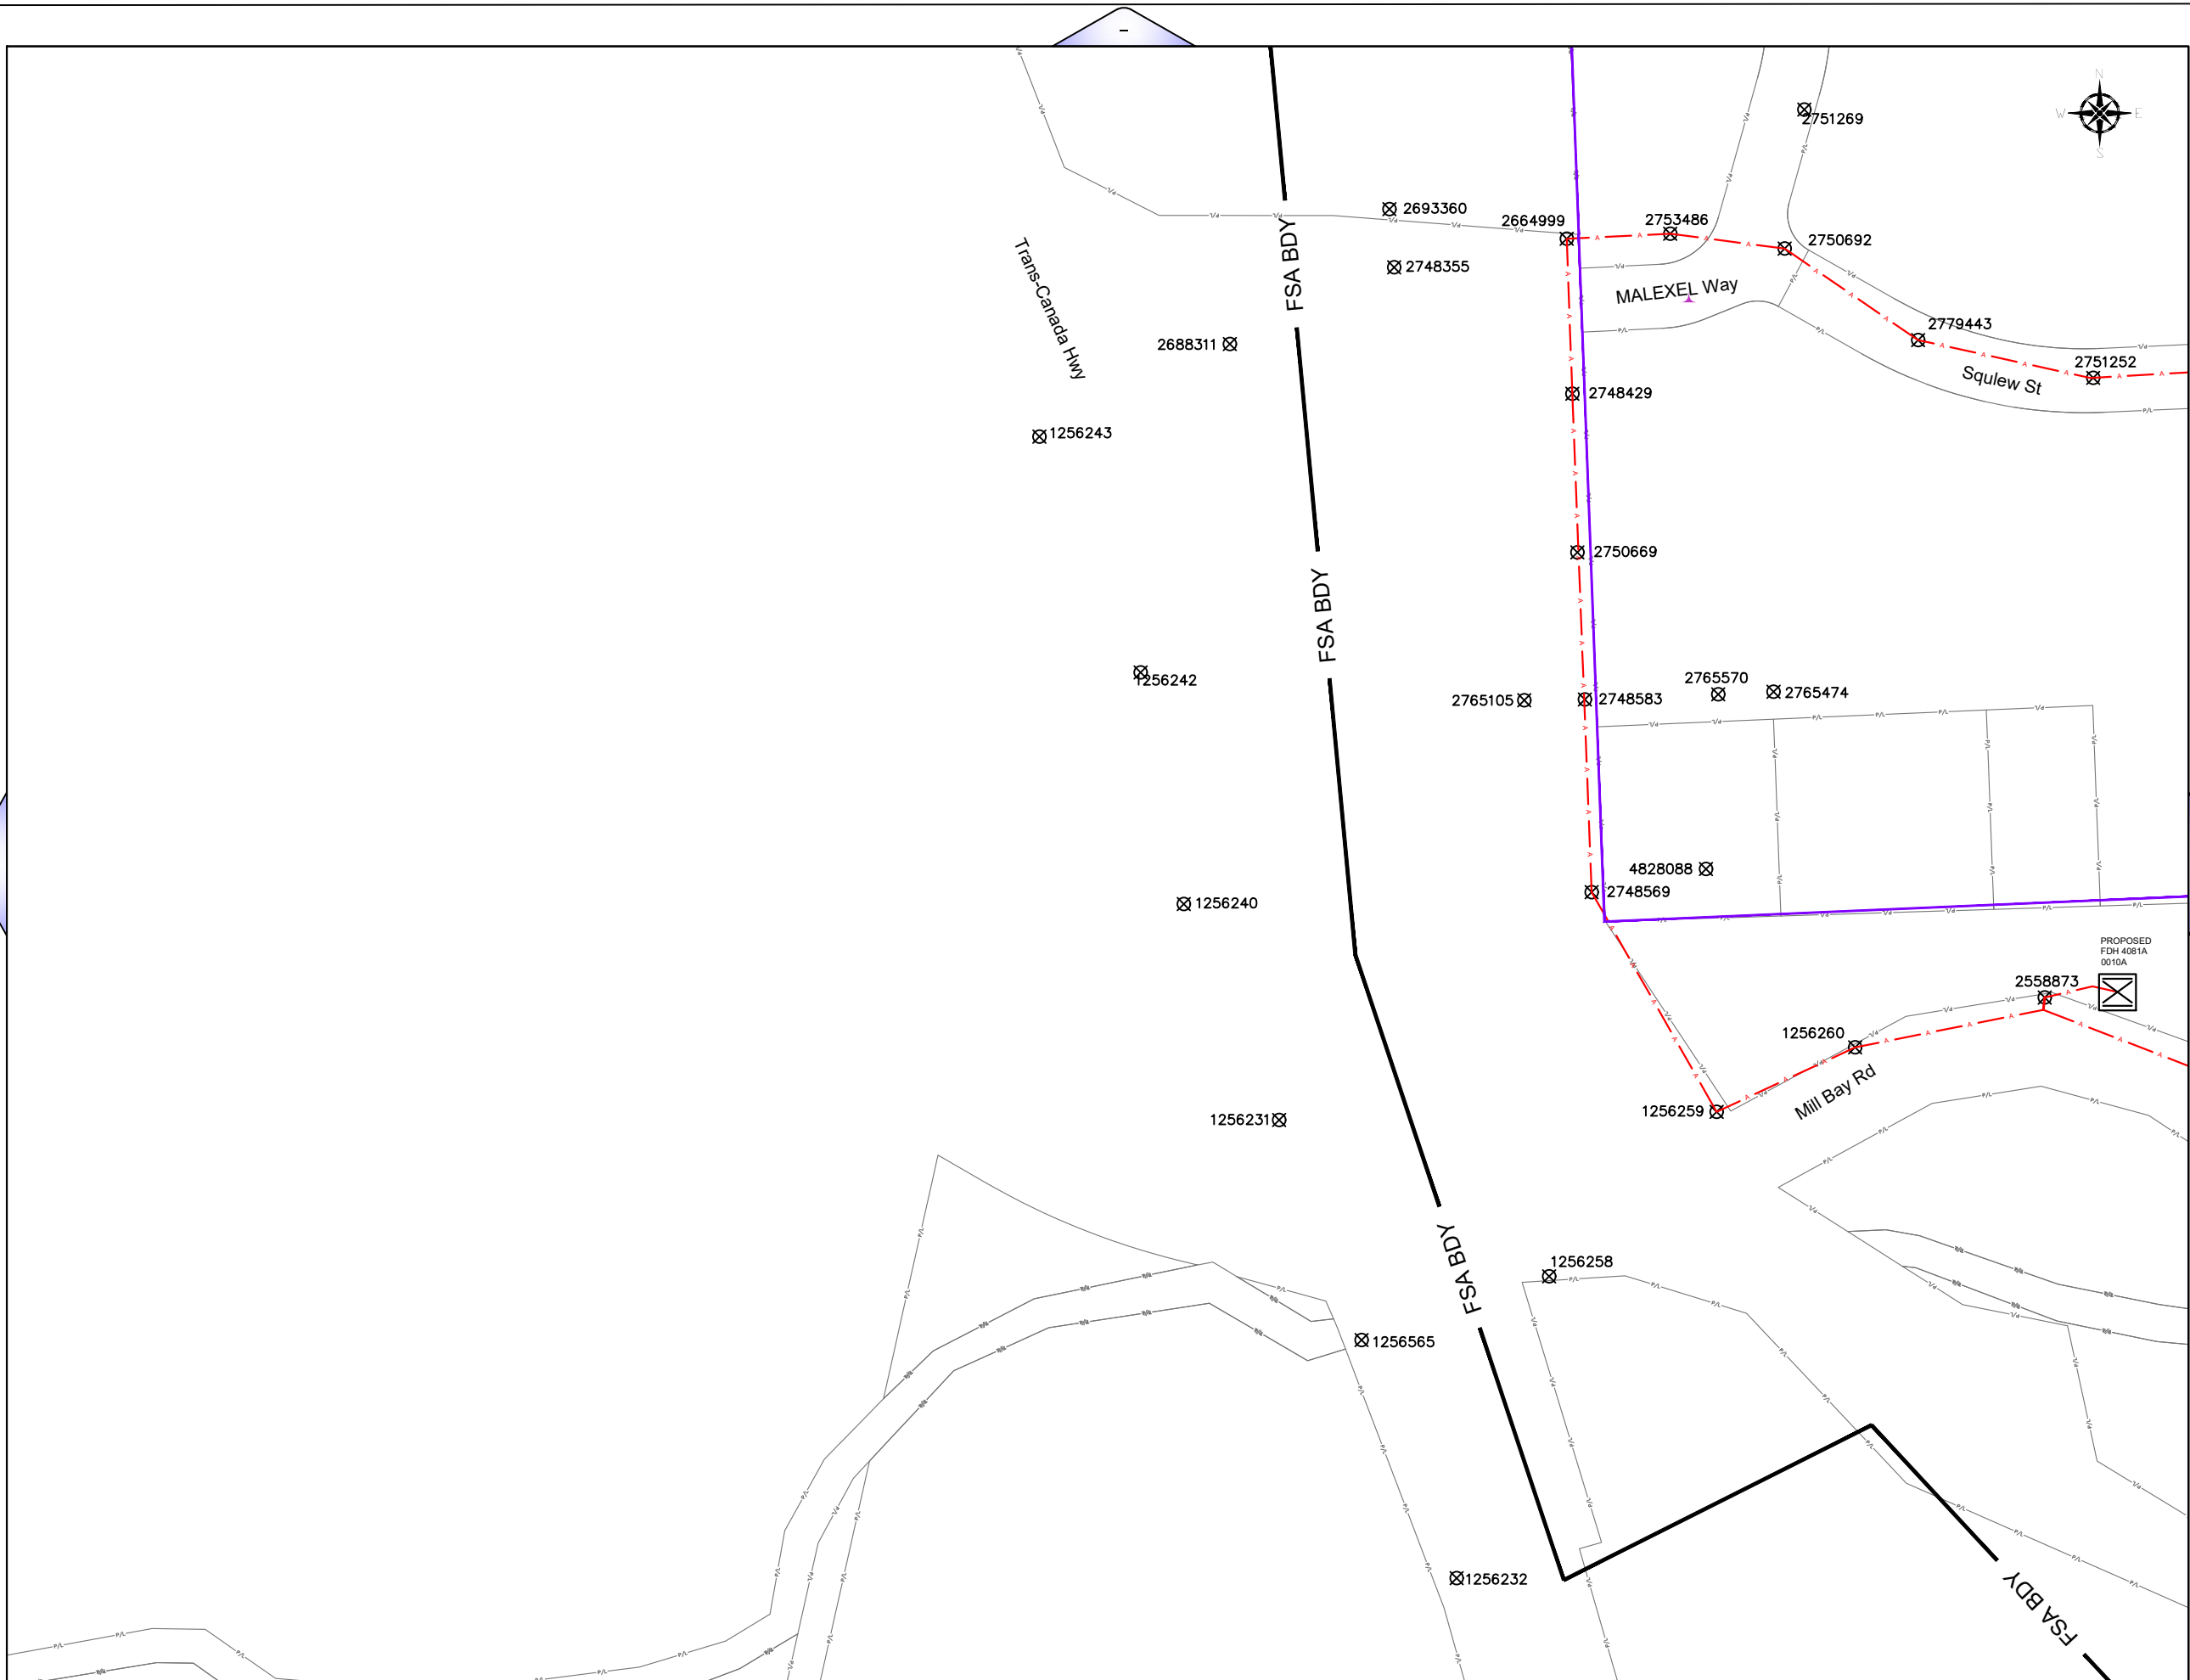 -
N
W E
S
2751269
2693360
2664999
2753486
2750692
2748355
FSA BDY
Trans-Canada Hwy
MALEXEL Way
2779443
2688311
2751252
Squlew St
2748429
1256243
2750669
FSA BDY
1256242
2765105
2748583
2765570
2765474
4828088
2748569
1256240
PROPOSED
FDH 4081A
0010A
2558873
1256260
Mill Bay Rd
1256259
1256231
FSA BDY
1256258
1256565
1256232
FSA BDY